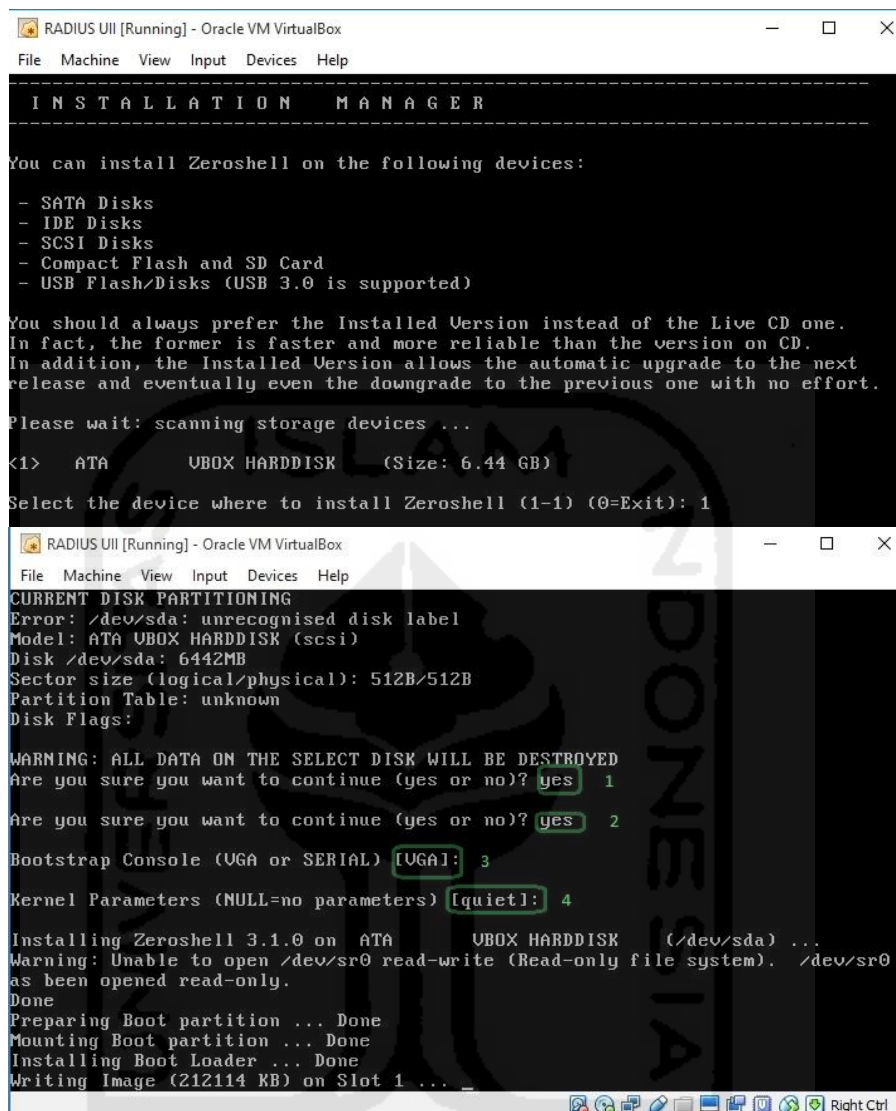 RADIUS UII [Running] - Oracle VM VirtualBox
File Machine View Input Devices Help
INSTALLATION MANAGER
You can install Zeroshell on the following devices:
- SATA Disks
- IDE Disks
- SCSI Disks
- Compact Flash and SD Card
- USB Flash/Disks (USB 3.0 is supported)
You should always prefer the Installed Version instead of the Live CD one.
In fact, the former is faster and more reliable than the version on CD.
In addition, the Installed Version allows the automatic upgrade to the next
release and eventually even the downgrade to the previous one with no effort.
Please wait: scanning storage devices ...
<1> ATA VBOX HARDDISK (Size: 6.44 GB)
Select the device where to install Zeroshell (1-1) (0=Exit): 1
RADIUS UII [Running] - Oracle VM VirtualBox
File Machine View Input Devices Help
CURRENT DISK PARTITIONING
Error: /dev/sda: unrecognised disk label
Model: ATA VBOX HARDDISK (scsi)
Disk /dev/sda: 6442MB
Sector size (logical/physical): 512B/512B
Partition Table: unknown
Disk Flags:
WARNING: ALL DATA ON THE SELECT DISK WILL BE DESTROYED
Are you sure you want to continue (yes or no)? yes 1
Are you sure you want to continue (yes or no)? yes 2
Bootstrap Console (VGA or SERIAL) [VGA]: 3
Kernel Parameters (NULL=no parameters) [quiet]: 4
Installing Zeroshell 3.1.0 on ATA VBOX HARDDISK (/dev/sda) ...
Warning: Unable to open /dev/sr0 read-write (Read-only file system). /dev/sr0
as been opened read-only.
Done
Preparing Boot partition ... Done
Mounting Boot partition ... Done
Installing Boot Loader ... Done
Writing Image (212114 KB) on Slot 1 ... _
Right Ctrl
ISLAM
UNIVERSITAS
INDONESIA